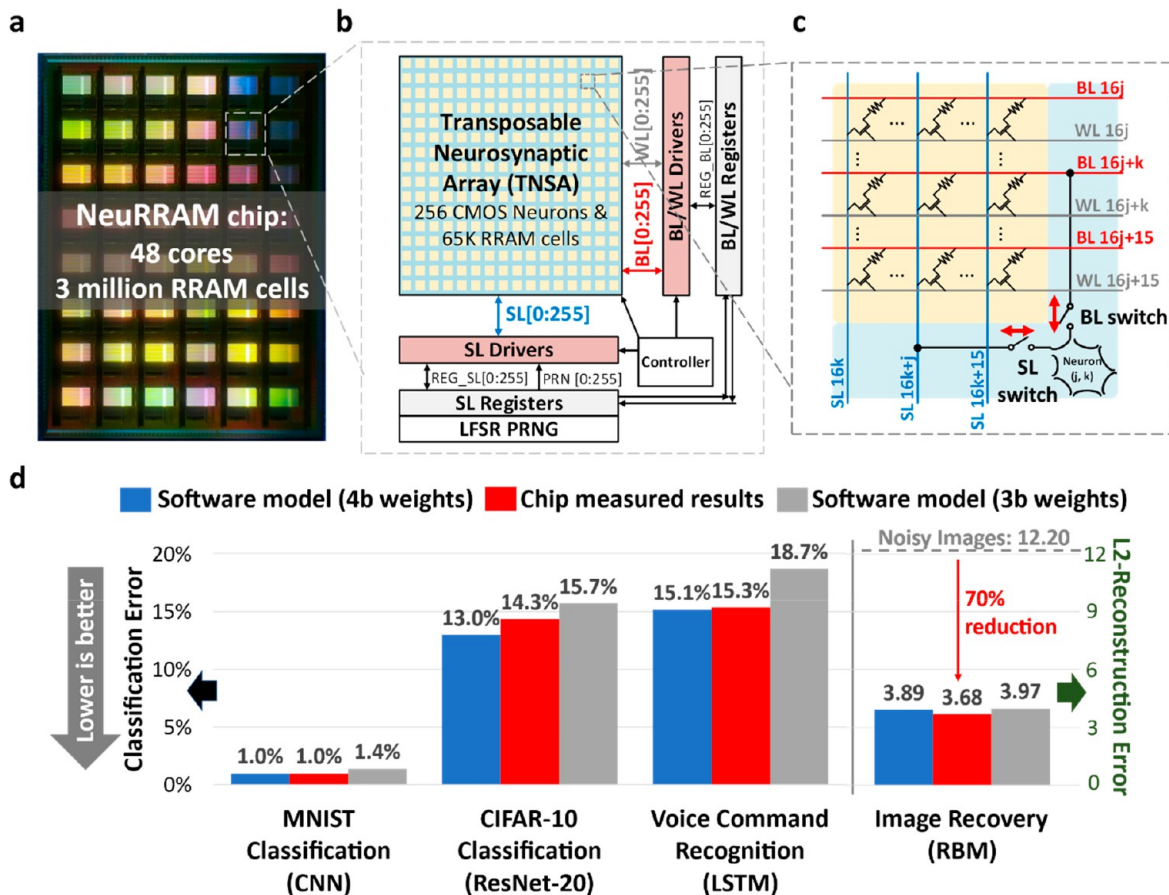 a
NeuRRAM chip:
48 cores
3 million RRAM cells
b
Transposable
Neurosynaptic
Array (TNSA)
256 CMOS Neurons &
65K RRAM cells
WL[0:255]
BL[0:255]
BL/WL Drivers
REG_BL[0:255]
BL/WL Registers
SL[0:255]
SL Drivers
Controller
REG_SL[0:255]
PRN [0:255]
SL Registers
LFSR PRNG
c
BL 16j
...
...
WL 16j
⋮
⋮
BL 16j+k
...
...
WL 16j+k
⋮
⋮
BL 16j+15
...
...
WL 16j+15
BL switch
SL
switch
Neuron
(j, k)
SL 16k
SL 16k+j
SL 16k+15
d
Software model (4b weights)
Chip measured results
Software model (3b weights)
Lower is better
Classification Error
20%
15%
10%
5%
0%
1.0%
1.0%
1.4%
13.0%
14.3%
15.7%
15.1%
15.3%
18.7%
Noisy Images: 12.20
70%
reduction
3.89
3.68
3.97
12
9
6
3
0
L2-Reconstruction Error
MNIST
Classification
(CNN)
CIFAR-10
Classification
(ResNet-20)
Voice Command
Recognition
(LSTM)
Image Recovery
(RBM)